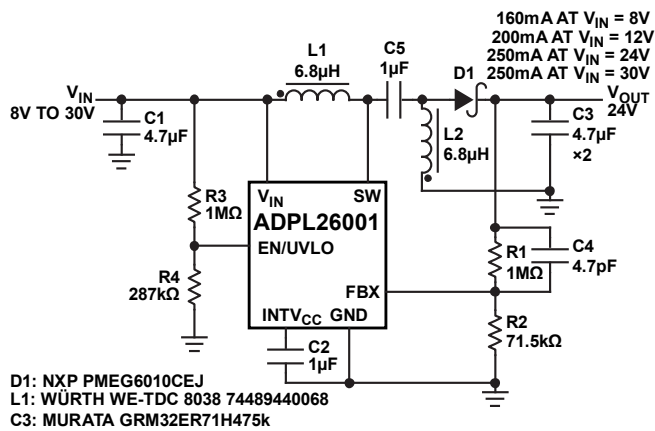 160mA AT VIN = 8V
200mA AT VIN = 12V
250mA AT VIN = 24V
250mA AT VIN = 30V
L1
6.8µH
C5
1µF
D1
VIN
8V TO 30V
VOUT
24V
C1
4.7µF
L2
6.8µH
C3
4.7µF
×2
R3
1MΩ
VIN
SW
ADPL26001
EN/UVLO
R1
1MΩ
C4
4.7pF
R4
287kΩ
FBX
INTVCC
GND
R2
71.5kΩ
C2
1µF
D1: NXP PMEG6010CEJ
L1: WÜRTH WE-TDC 8038 74489440068
C3: MURATA GRM32ER71H475k